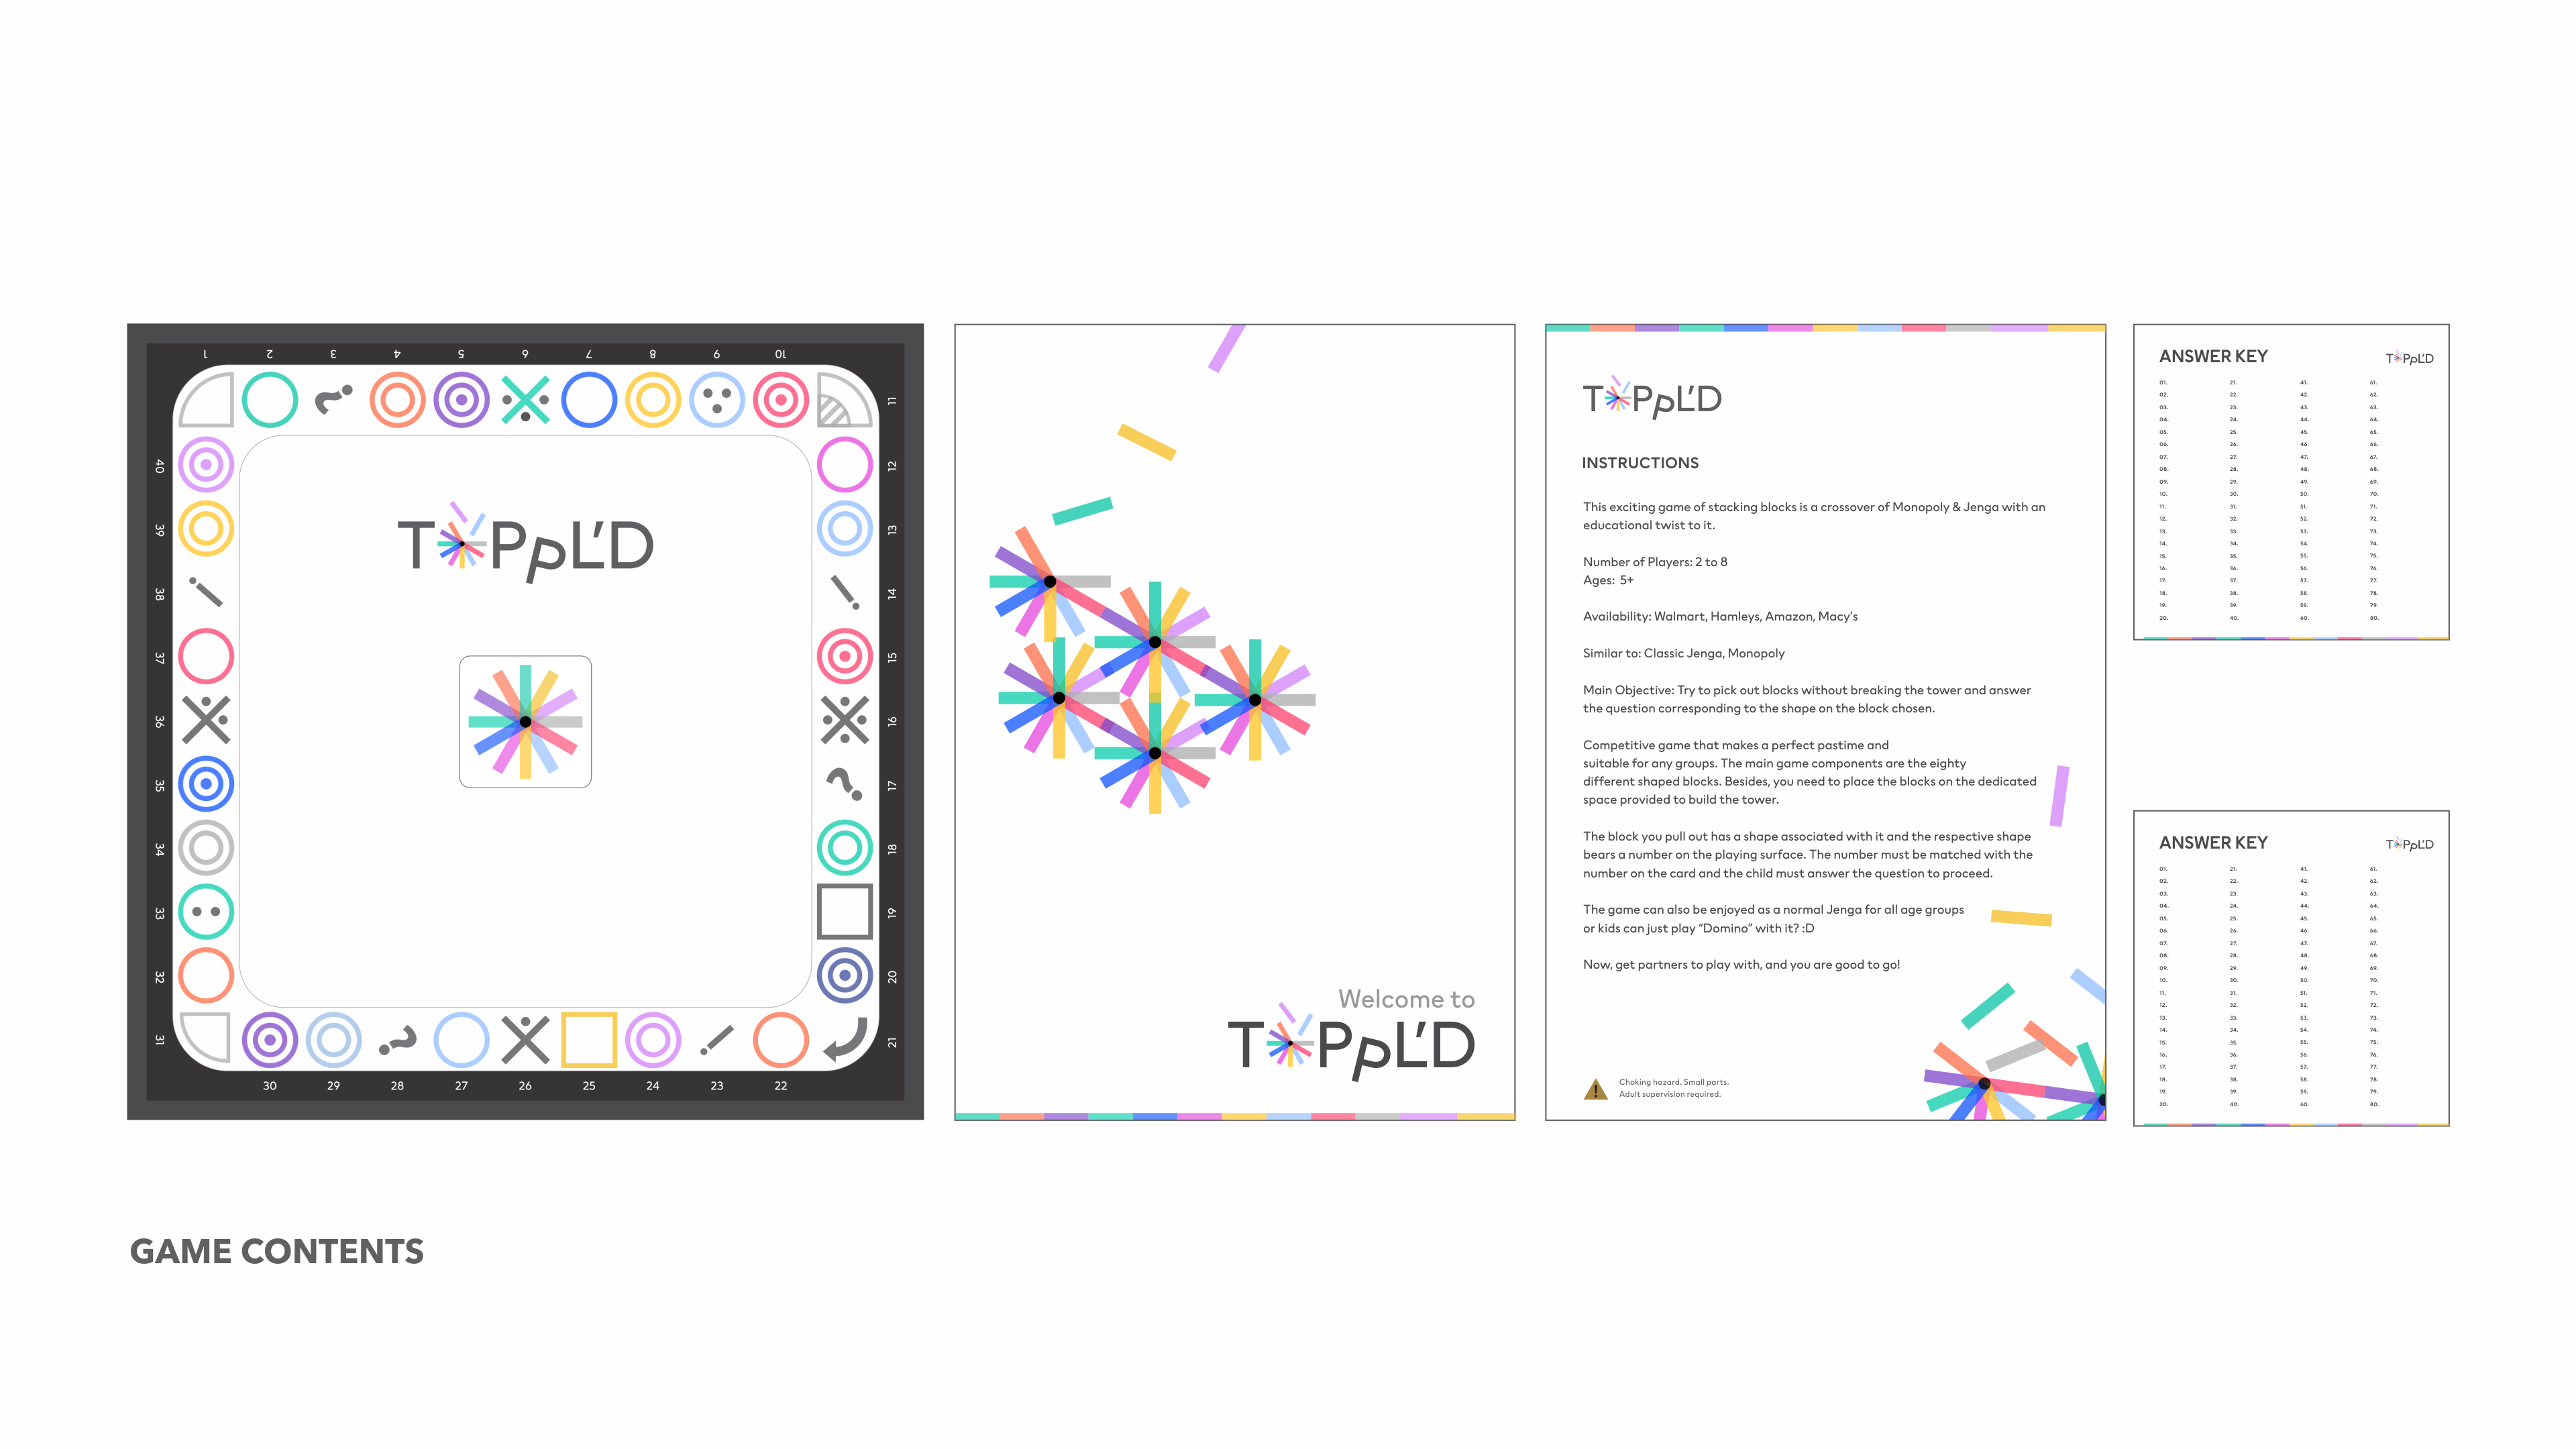 1 2 3 4 5 6 7 8 9 10
11
12
13
14
15
16
17
18
19
20
21
22
23
24
25
26
27
28
29
30
31
32
33
34
35
36
37
38
39
40
TOPpL'D
Welcome to
TOPpL'D
TOPpL'D
INSTRUCTIONS
This exciting game of stacking blocks is a crossover of Monopoly & Jenga with an
educational twist to it.
Number of Players: 2 to 8
Ages: 5+
Availability: Walmart, Hamleys, Amazon, Macy's
Similar to: Classic Jenga, Monopoly
Main Objective: Try to pick out blocks without breaking the tower and answer
the question corresponding to the shape on the block chosen.
Competitive game that makes a perfect pastime and
suitable for any groups. The main game components are the eighty
different shaped blocks. Besides, you need to place the blocks on the dedicated
space provided to build the tower.
The block you pull out has a shape associated with it and the respective shape
bears a number on the playing surface. The number must be matched with the
number on the card and the child must answer the question to proceed.
The game can also be enjoyed as a normal Jenga for all age groups
or kids can just play “Domino” with it? :D
Now, get partners to play with, and you are good to go!
Choking hazard. Small parts.
Adult supervision required.
ANSWER KEY TOPpL'D
01. 21. 41. 61.
02. 22. 42. 62.
03. 23. 43. 63.
04. 24. 44. 64.
05. 25. 45. 65.
06. 26. 46. 66.
07. 27. 47. 67.
08. 28. 48. 68.
09. 29. 49. 69.
10. 30. 50. 70.
11. 31. 51. 71.
12. 32. 52. 72.
13. 33. 53. 73.
14. 34. 54. 74.
15. 35. 55. 75.
16. 36. 56. 76.
17. 37. 57. 77.
18. 38. 58. 78.
19. 39. 59. 79.
20. 40. 60. 80.
ANSWER KEY TOPpL'D
01. 21. 41. 61.
02. 22. 42. 62.
03. 23. 43. 63.
04. 24. 44. 64.
05. 25. 45. 65.
06. 26. 46. 66.
07. 27. 47. 67.
08. 28. 48. 68.
09. 29. 49. 69.
10. 30. 50. 70.
11. 31. 51. 71.
12. 32. 52. 72.
13. 33. 53. 73.
14. 34. 54. 74.
15. 35. 55. 75.
16. 36. 56. 76.
17. 37. 57. 77.
18. 38. 58. 78.
19. 39. 59. 79.
20. 40. 60. 80.
GAME CONTENTS